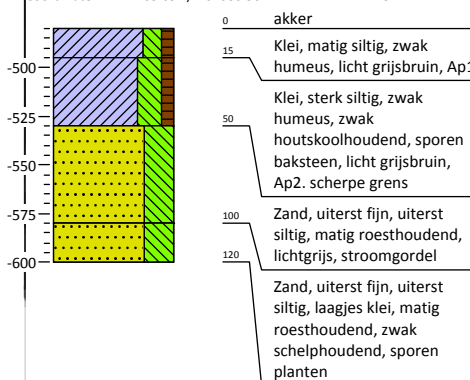 0 akker
15
Klei, matig siltig, zwak
humeus, licht grijsbruin, Ap1
-500
50
Klei, sterk siltig, zwak
humeus, zwak
houtskoolhoudend, sporen
baksteen, licht grijsbruin,
Ap2. scherpe grens
-525
-550
100
Zand, uiterst fijn, uiterst
siltig, matig roesthoudend,
lichtgrijs, stroomgordel
-575
120
-600
Zand, uiterst fijn, uiterst
siltig, laagjes klei, matig
roesthoudend, zwak
schelphoudend, sporen
planten